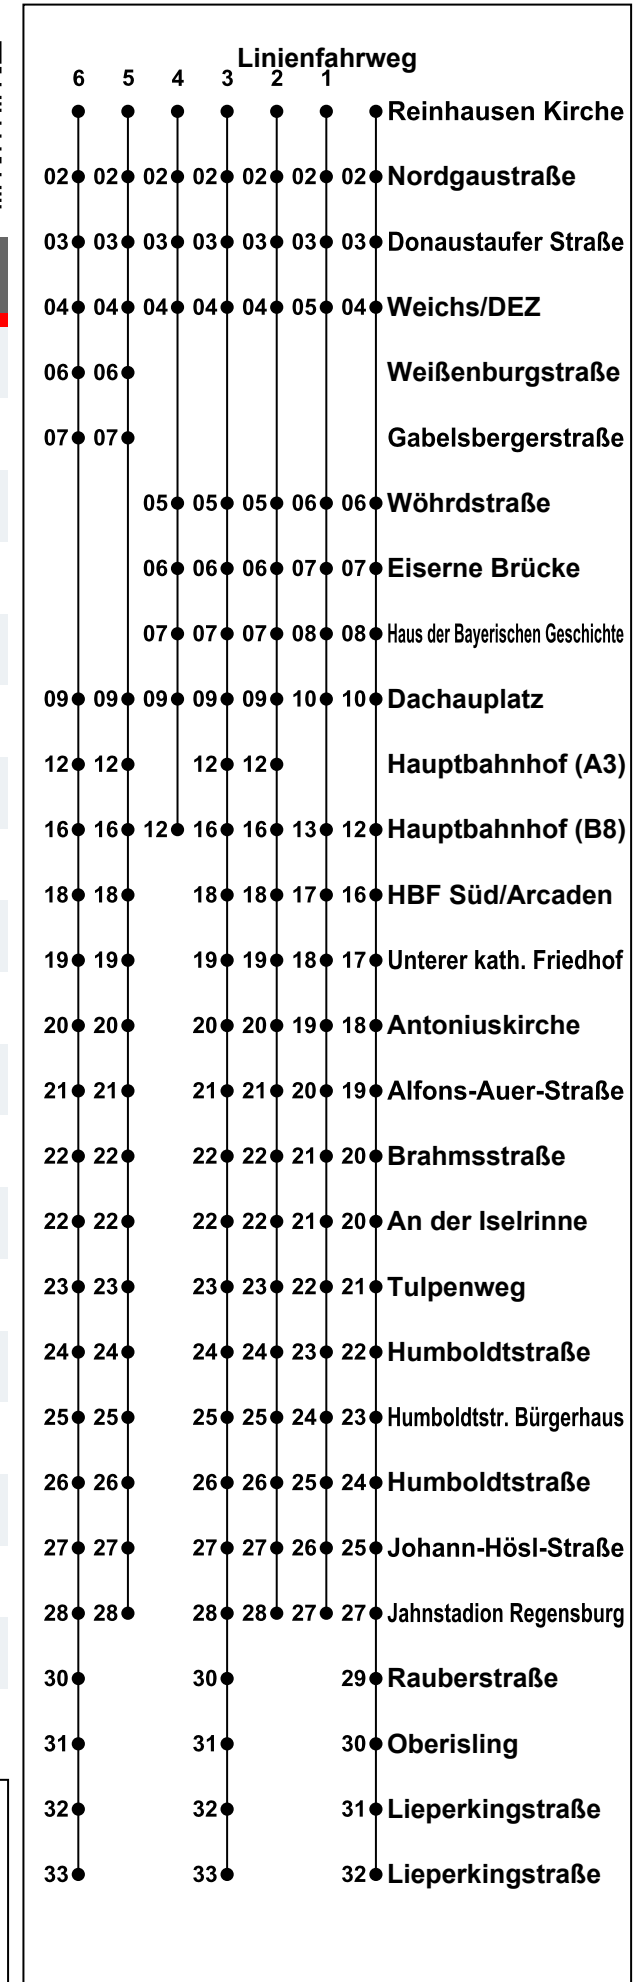 Linienfahrweg
6 5 4 3 2 1
Reinhausen Kirche
02 02 02 02 02 02 02 Nordgaustraße
03 03 03 03 03 03 03 Donaustaufer Straße
04 04 04 04 04 05 04 Weichs/DEZ
06 06 Weißenburgstraße
07 07 Gabelsbergerstraße
05 05 05 06 06 Wöhrdstraße
06 06 06 07 07 Eiserne Brücke
07 07 07 08 08 Haus der Bayerischen Geschichte
09 09 09 09 09 10 10 Dachauplatz
12 12 12 12 Hauptbahnhof (A3)
16 16 12 16 16 13 12 Hauptbahnhof (B8)
18 18 18 18 17 16 HBF Süd/Arcaden
19 19 19 19 18 17 Unterer kath. Friedhof
20 20 20 20 19 18 Antoniuskirche
21 21 21 21 20 19 Alfons-Auer-Straße
22 22 22 22 21 20 Brahmsstraße
22 22 22 22 21 20 An der Iselrinne
23 23 23 23 22 21 Tulpenweg
24 24 24 24 23 22 Humboldtstraße
25 25 25 25 24 23 Humboldtstr. Bürgerhaus
26 26 26 26 25 24 Humboldtstraße
27 27 27 27 26 25 Johann-Hösl-Straße
28 28 28 28 27 27 Jahnstadion Regensburg
30 30 29 Rauberstraße
31 31 30 Oberisling
32 32 31 Lieperkingstraße
33 33 32 Lieperkingstraße